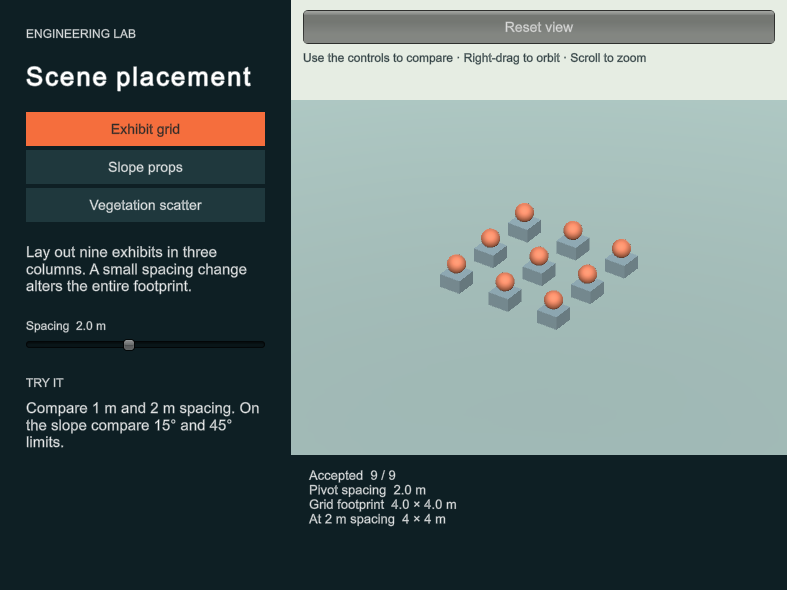 ENGINEERING LAB
Scene placement
Exhibit grid
Slope props
Vegetation scatter
Lay out nine exhibits in three
columns. A small spacing change
alters the entire footprint.
Spacing  2.0 m
TRY IT
Compare 1 m and 2 m spacing. On
the slope compare 15° and 45°
limits.
Reset view
Use the controls to compare · Right-drag to orbit · Scroll to zoom
Accepted  9 / 9
Pivot spacing  2.0 m
Grid footprint  4.0 × 4.0 m
At 2 m spacing  4 × 4 m